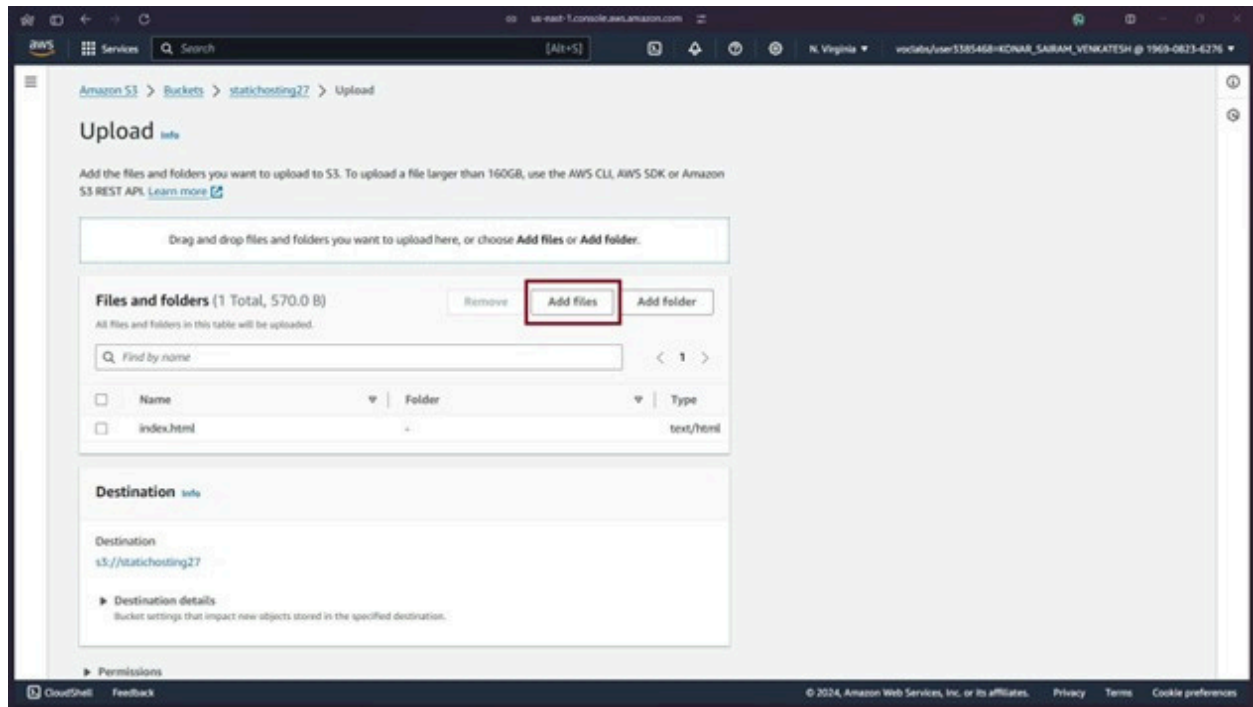 us-east-1.console.aws.amazon.com
aws Services Search [Alt+S] N. Virginia voclabs/user3385468=KONAR_SAIRAM_VENKATESH @ 1969-0823-6276
Amazon S3 > Buckets > statichosting27 > Upload
Upload Info
Add the files and folders you want to upload to S3. To upload a file larger than 160GB, use the AWS CLI, AWS SDK or Amazon
S3 REST API. Learn more
Drag and drop files and folders you want to upload here, or choose Add files or Add folder.
Files and folders (1 Total, 570.0 B) Remove Add files Add folder
All files and folders in this table will be uploaded.
Find by name < 1 >
Name Folder Type
index.html - text/html
Destination Info
Destination
s3://statichosting27
Destination details
Bucket settings that impact new objects stored in the specified destination.
Permissions
CloudShell Feedback © 2024, Amazon Web Services, Inc. or its affiliates. Privacy Terms Cookie preferences